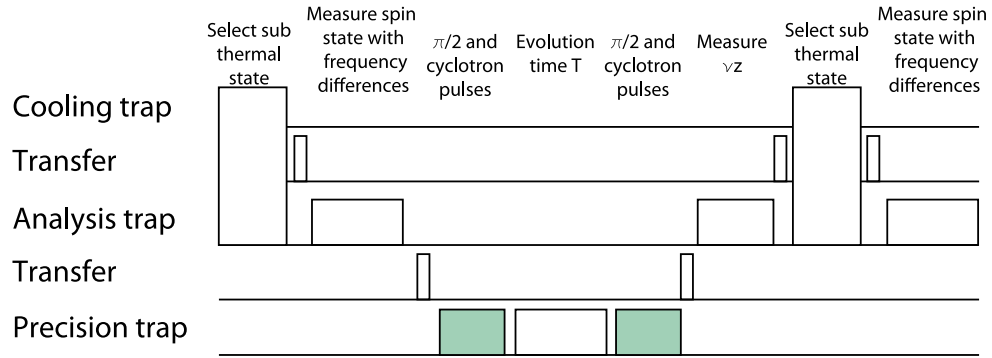 Select sub
thermal
state
Measure spin
state with
frequency
differences
π/2 and
cyclotron
pulses
Evolution
time T
π/2 and
cyclotron
pulses
Measure
νz
Select sub
thermal
state
Measure spin
state with
frequency
differences
Cooling trap
Transfer
Analysis trap
Transfer
Precision trap